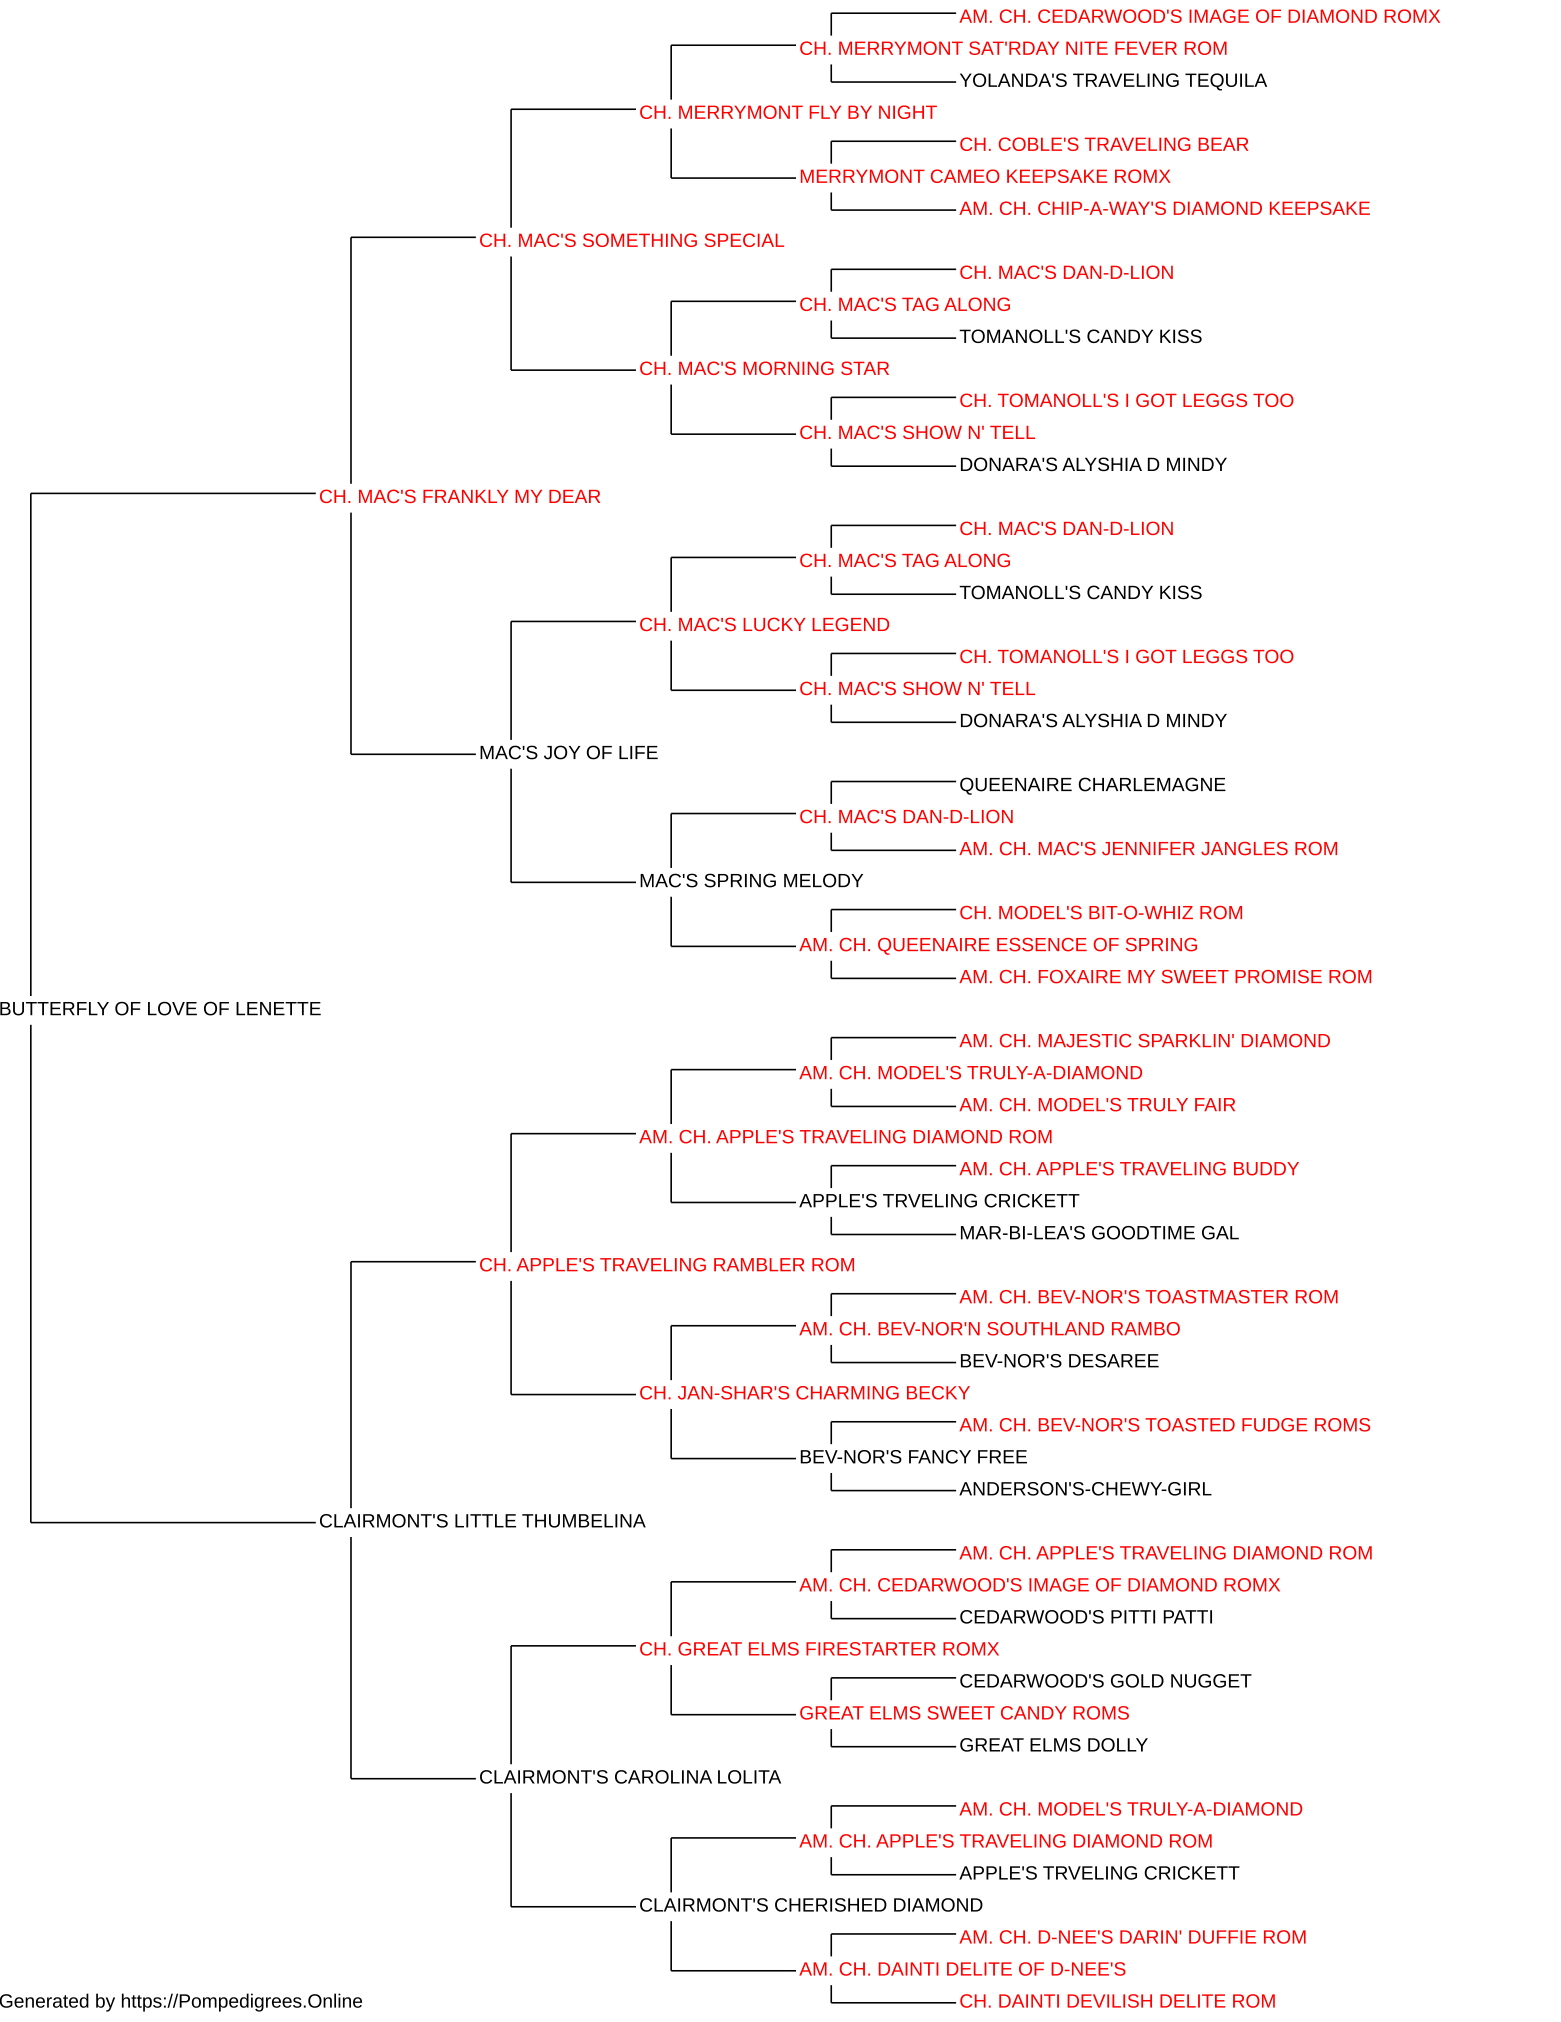 AM. CH. CEDARWOOD'S IMAGE OF DIAMOND ROMX
CH. MERRYMONT SAT'RDAY NITE FEVER ROM
YOLANDA'S TRAVELING TEQUILA
CH. MERRYMONT FLY BY NIGHT
CH. COBLE'S TRAVELING BEAR
MERRYMONT CAMEO KEEPSAKE ROMX
AM. CH. CHIP-A-WAY'S DIAMOND KEEPSAKE
CH. MAC'S SOMETHING SPECIAL
CH. MAC'S DAN-D-LION
CH. MAC'S TAG ALONG
TOMANOLL'S CANDY KISS
CH. MAC'S MORNING STAR
CH. TOMANOLL'S I GOT LEGGS TOO
CH. MAC'S SHOW N' TELL
DONARA'S ALYSHIA D MINDY
CH. MAC'S FRANKLY MY DEAR
CH. MAC'S DAN-D-LION
CH. MAC'S TAG ALONG
TOMANOLL'S CANDY KISS
CH. MAC'S LUCKY LEGEND
CH. TOMANOLL'S I GOT LEGGS TOO
CH. MAC'S SHOW N' TELL
DONARA'S ALYSHIA D MINDY
MAC'S JOY OF LIFE
QUEENAIRE CHARLEMAGNE
CH. MAC'S DAN-D-LION
AM. CH. MAC'S JENNIFER JANGLES ROM
MAC'S SPRING MELODY
CH. MODEL'S BIT-O-WHIZ ROM
AM. CH. QUEENAIRE ESSENCE OF SPRING
AM. CH. FOXAIRE MY SWEET PROMISE ROM
BUTTERFLY OF LOVE OF LENETTE
AM. CH. MAJESTIC SPARKLIN' DIAMOND
AM. CH. MODEL'S TRULY-A-DIAMOND
AM. CH. MODEL'S TRULY FAIR
AM. CH. APPLE'S TRAVELING DIAMOND ROM
AM. CH. APPLE'S TRAVELING BUDDY
APPLE'S TRVELING CRICKETT
MAR-BI-LEA'S GOODTIME GAL
CH. APPLE'S TRAVELING RAMBLER ROM
AM. CH. BEV-NOR'S TOASTMASTER ROM
AM. CH. BEV-NOR'N SOUTHLAND RAMBO
BEV-NOR'S DESAREE
CH. JAN-SHAR'S CHARMING BECKY
AM. CH. BEV-NOR'S TOASTED FUDGE ROMS
BEV-NOR'S FANCY FREE
ANDERSON'S-CHEWY-GIRL
CLAIRMONT'S LITTLE THUMBELINA
AM. CH. APPLE'S TRAVELING DIAMOND ROM
AM. CH. CEDARWOOD'S IMAGE OF DIAMOND ROMX
CEDARWOOD'S PITTI PATTI
CH. GREAT ELMS FIRESTARTER ROMX
CEDARWOOD'S GOLD NUGGET
GREAT ELMS SWEET CANDY ROMS
GREAT ELMS DOLLY
CLAIRMONT'S CAROLINA LOLITA
AM. CH. MODEL'S TRULY-A-DIAMOND
AM. CH. APPLE'S TRAVELING DIAMOND ROM
APPLE'S TRVELING CRICKETT
CLAIRMONT'S CHERISHED DIAMOND
AM. CH. D-NEE'S DARIN' DUFFIE ROM
AM. CH. DAINTI DELITE OF D-NEE'S
CH. DAINTI DEVILISH DELITE ROM
Generated by https://Pompedigrees.Online